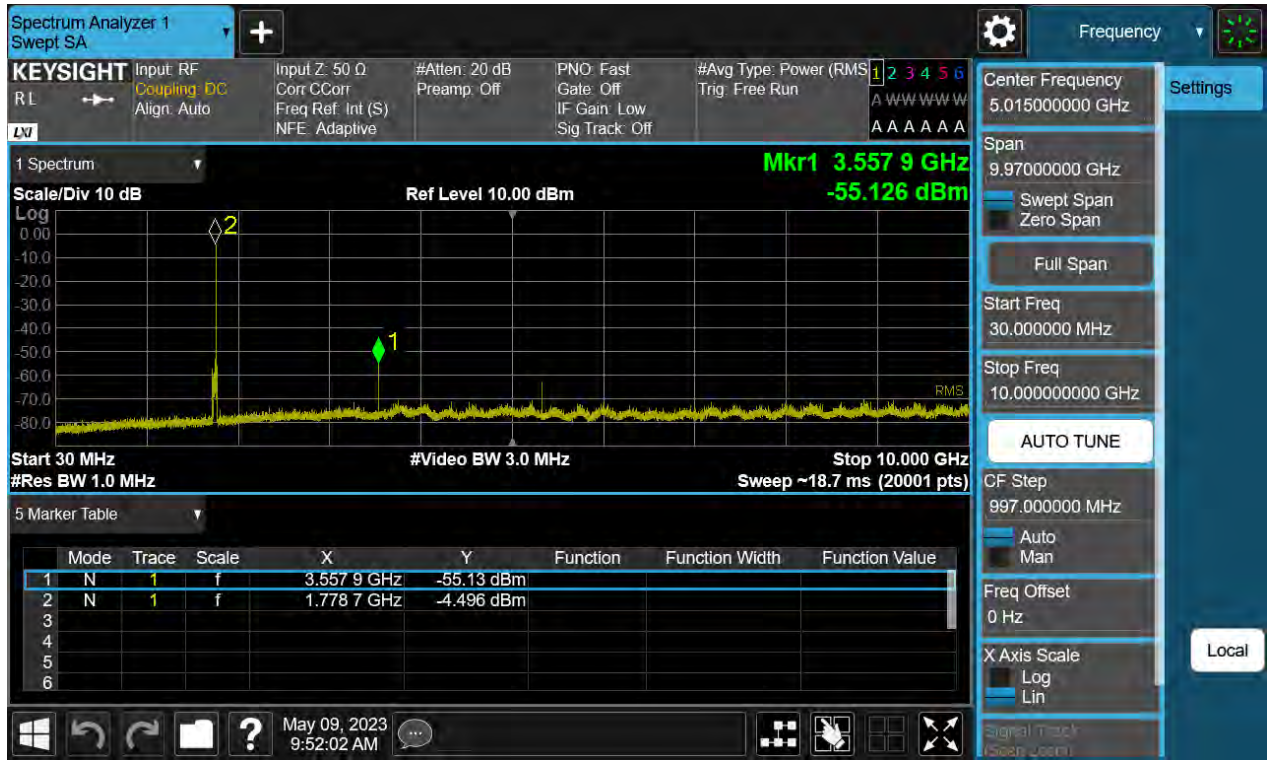 Spectrum Analyzer 1
Swept SA
+
Frequency
KEYSIGHT
RL
LXI
Input: RF
Coupling: DC
Align: Auto
Input Z: 50 Ω
Corr CCorr
Freq Ref: Int (S)
NFE: Adaptive
#Atten: 20 dB
Preamp: Off
PNO: Fast
Gate: Off
IF Gain: Low
Sig Track: Off
#Avg Type: Power (RMS
Trig: Free Run
1 2 3 4 5 6
A W W W W W
A A A A A A
1 Spectrum
Mkr1 3.557 9 GHz
Scale/Div 10 dB
Ref Level 10.00 dBm
-55.126 dBm
Log
0.00
-10.0
-20.0
-30.0
-40.0
-50.0
-60.0
-70.0
-80.0
2
1
RMS
Start 30 MHz
#Video BW 3.0 MHz
Stop 10.000 GHz
#Res BW 1.0 MHz
Sweep ~18.7 ms (20001 pts)
5 Marker Table
Mode Trace Scale X Y Function Function Width Function Value
1 N 1 f 3.557 9 GHz -55.13 dBm
2 N 1 f 1.778 7 GHz -4.496 dBm
3
4
5
6
?
May 09, 2023
9:52:02 AM
Center Frequency
5.015000000 GHz
Settings
Span
9.97000000 GHz
Swept Span
Zero Span
Full Span
Start Freq
30.000000 MHz
Stop Freq
10.000000000 GHz
AUTO TUNE
CF Step
997.000000 MHz
Auto
Man
Freq Offset
0 Hz
X Axis Scale
Log
Lin
Local
Signal Track
(Span Zoom)